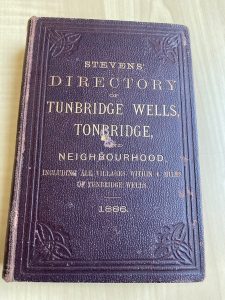 STEVENS'
DIRECTORY
OF
TUNBRIDGE WELLS,
TONBRIDGE,
NEIGHBOURHOOD,
INCLUDING ALL VILLAGES WITHIN 4 MILES
OF TUNBRIDGE WELLS
1886.